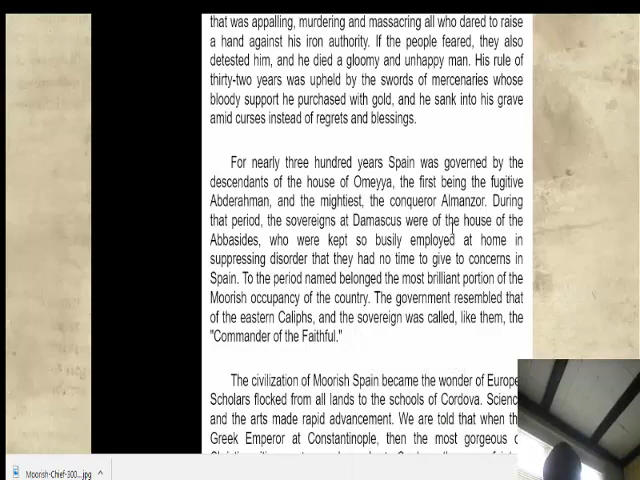 that was appalling, murdering and massacring all who dared to raise
a hand against his iron authority. If the people feared, they also
detested him, and he died a gloomy and unhappy man. His rule of
thirty-two years was upheld by the swords of mercenaries whose
bloody support he purchased with gold, and he sank into his grave
amid curses instead of regrets and blessings.
For nearly three hundred years Spain was governed by the
descendants of the house of Omeyya, the first being the fugitive
Abderahman, and the mightiest, the conqueror Almanzor. During
that period, the sovereigns at Damascus were of the house of the
Abbasides, who were kept so busily employed at home in
suppressing disorder that they had no time to give to concerns in
Spain. To the period named belonged the most brilliant portion of the
Moorish occupancy of the country. The government resembled that
of the eastern Caliphs, and the sovereign was called, like them, the
"Commander of the Faithful."
The civilization of Moorish Spain became the wonder of Europe
Scholars flocked from all lands to the schools of Cordova. Scienc
and the arts made rapid advancement. We are told that when th
Greek Emperor at Constantinople, then the most gorgeous
Moorish-Chief-300....jpg